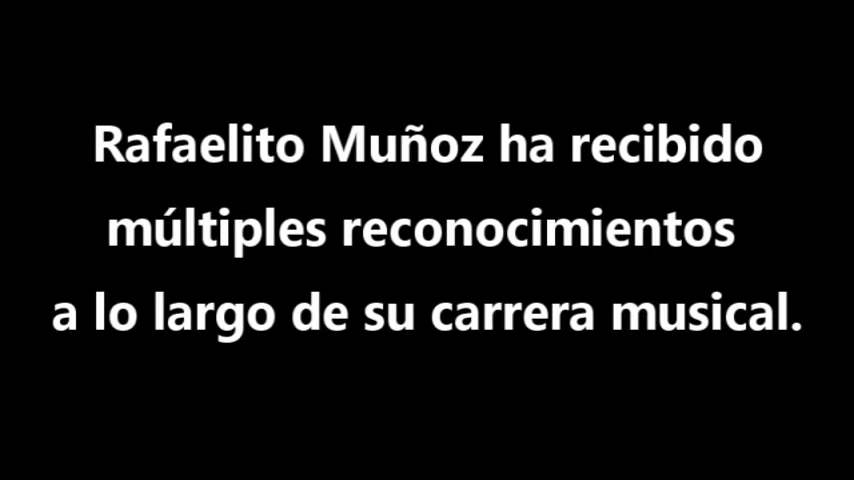 Rafaelito Muñoz ha recibido
múltiples reconocimientos
a lo largo de su carrera musical.